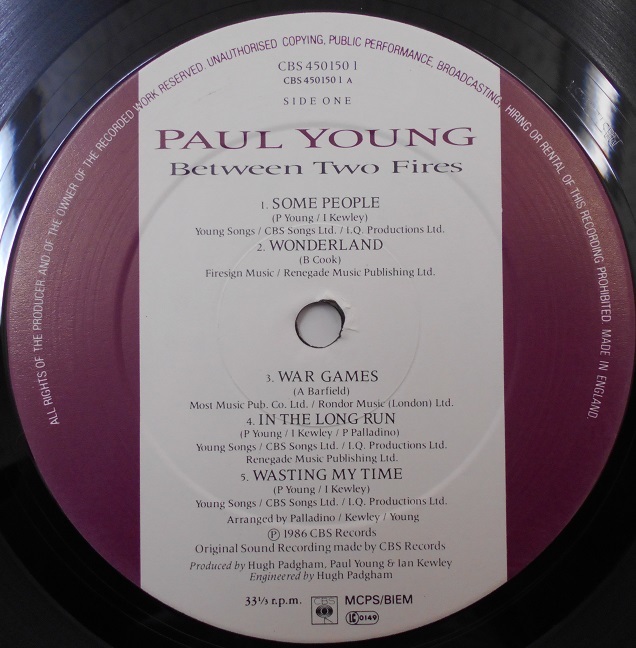 ALL RIGHTS OF THE PRODUCER AND OF THE OWNER OF THE RECORDED WORK RESERVED. UNAUTHORISED COPYING, PUBLIC PERFORMANCE, BROADCASTING, HIRING OR RENTAL OF THIS RECORDING PROHIBITED. MADE IN ENGLAND.
CBS 450150 1
CBS 450150 1 A
SIDE ONE
PAUL YOUNG
Between Two Fires
1. SOME PEOPLE
(P Young / I Kewley)
Young Songs / CBS Songs Ltd. / I.Q. Productions Ltd.
2. WONDERLAND
(B Cook)
Firesign Music / Renegade Music Publishing Ltd.
3. WAR GAMES
(A Barfield)
Most Music Pub. Co. Ltd. / Rondor Music (London) Ltd.
4. IN THE LONG RUN
(P Young / I Kewley / P Palladino)
Young Songs / CBS Songs Ltd. / I.Q. Productions Ltd.
Renegade Music Publishing Ltd.
5. WASTING MY TIME
(P Young / I Kewley)
Young Songs / CBS Songs Ltd. / I.Q. Productions Ltd.
Arranged by Palladino / Kewley / Young
℗ 1986 CBS Records
Original Sound Recording made by CBS Records
Produced by Hugh Padgham, Paul Young & Ian Kewley
Engineered by Hugh Padgham
33⅓ r.p.m. CBS MCPS/BIEM
LC 0149